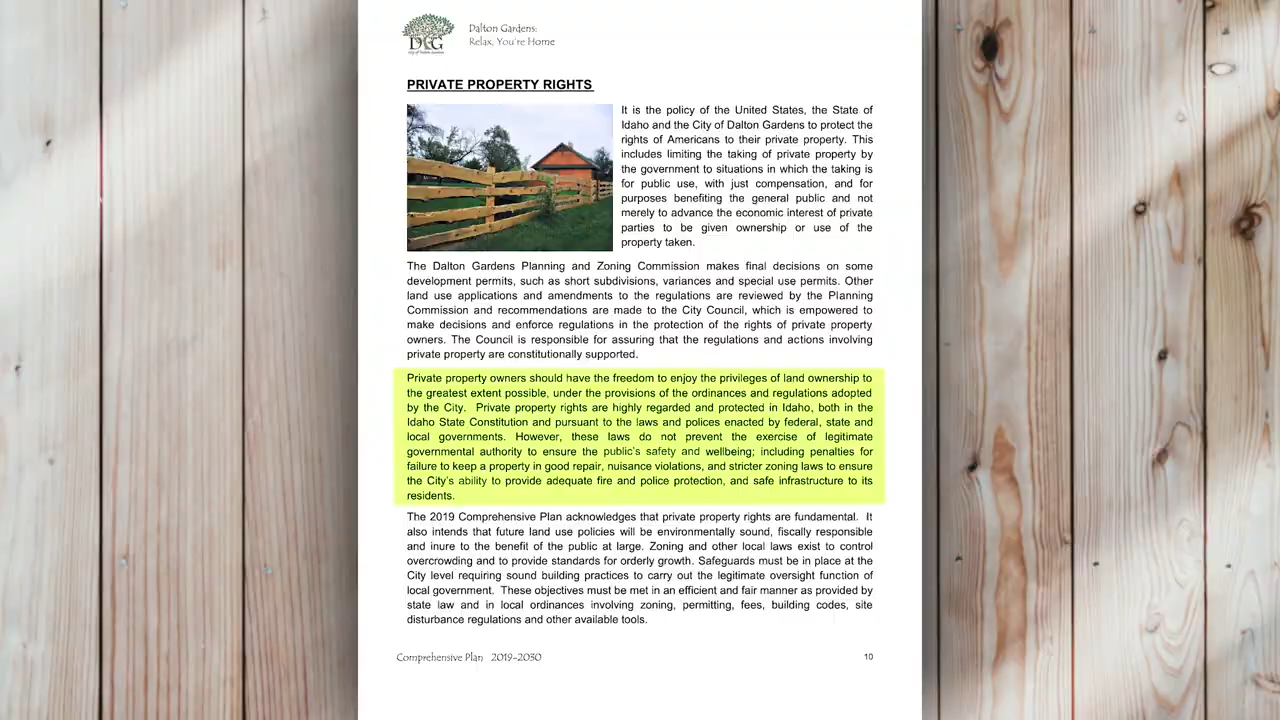 Dalton Gardens:
Relax, You're Home
DCG
City of Dalton Gardens
PRIVATE PROPERTY RIGHTS
It is the policy of the United States, the State of
Idaho and the City of Dalton Gardens to protect the
rights of Americans to their private property. This
includes limiting the taking of private property by
the government to situations in which the taking is
for public use, with just compensation, and for
purposes benefiting the general public and not
merely to advance the economic interest of private
parties to be given ownership or use of the
property taken.
The Dalton Gardens Planning and Zoning Commission makes final decisions on some
development permits, such as short subdivisions, variances and special use permits. Other
land use applications and amendments to the regulations are reviewed by the Planning
Commission and recommendations are made to the City Council, which is empowered to
make decisions and enforce regulations in the protection of the rights of private property
owners. The Council is responsible for assuring that the regulations and actions involving
private property are constitutionally supported.
Private property owners should have the freedom to enjoy the privileges of land ownership to
the greatest extent possible, under the provisions of the ordinances and regulations adopted
by the City. Private property rights are highly regarded and protected in Idaho, both in the
Idaho State Constitution and pursuant to the laws and polices enacted by federal, state and
local governments. However, these laws do not prevent the exercise of legitimate
governmental authority to ensure the public's safety and wellbeing; including penalties for
failure to keep a property in good repair, nuisance violations, and stricter zoning laws to ensure
the City's ability to provide adequate fire and police protection, and safe infrastructure to its
residents.
The 2019 Comprehensive Plan acknowledges that private property rights are fundamental. It
also intends that future land use policies will be environmentally sound, fiscally responsible
and inure to the benefit of the public at large. Zoning and other local laws exist to control
overcrowding and to provide standards for orderly growth. Safeguards must be in place at the
City level requiring sound building practices to carry out the legitimate oversight function of
local government. These objectives must be met in an efficient and fair manner as provided by
state law and in local ordinances involving zoning, permitting, fees, building codes, site
disturbance regulations and other available tools.
Comprehensive Plan 2019-2030
10